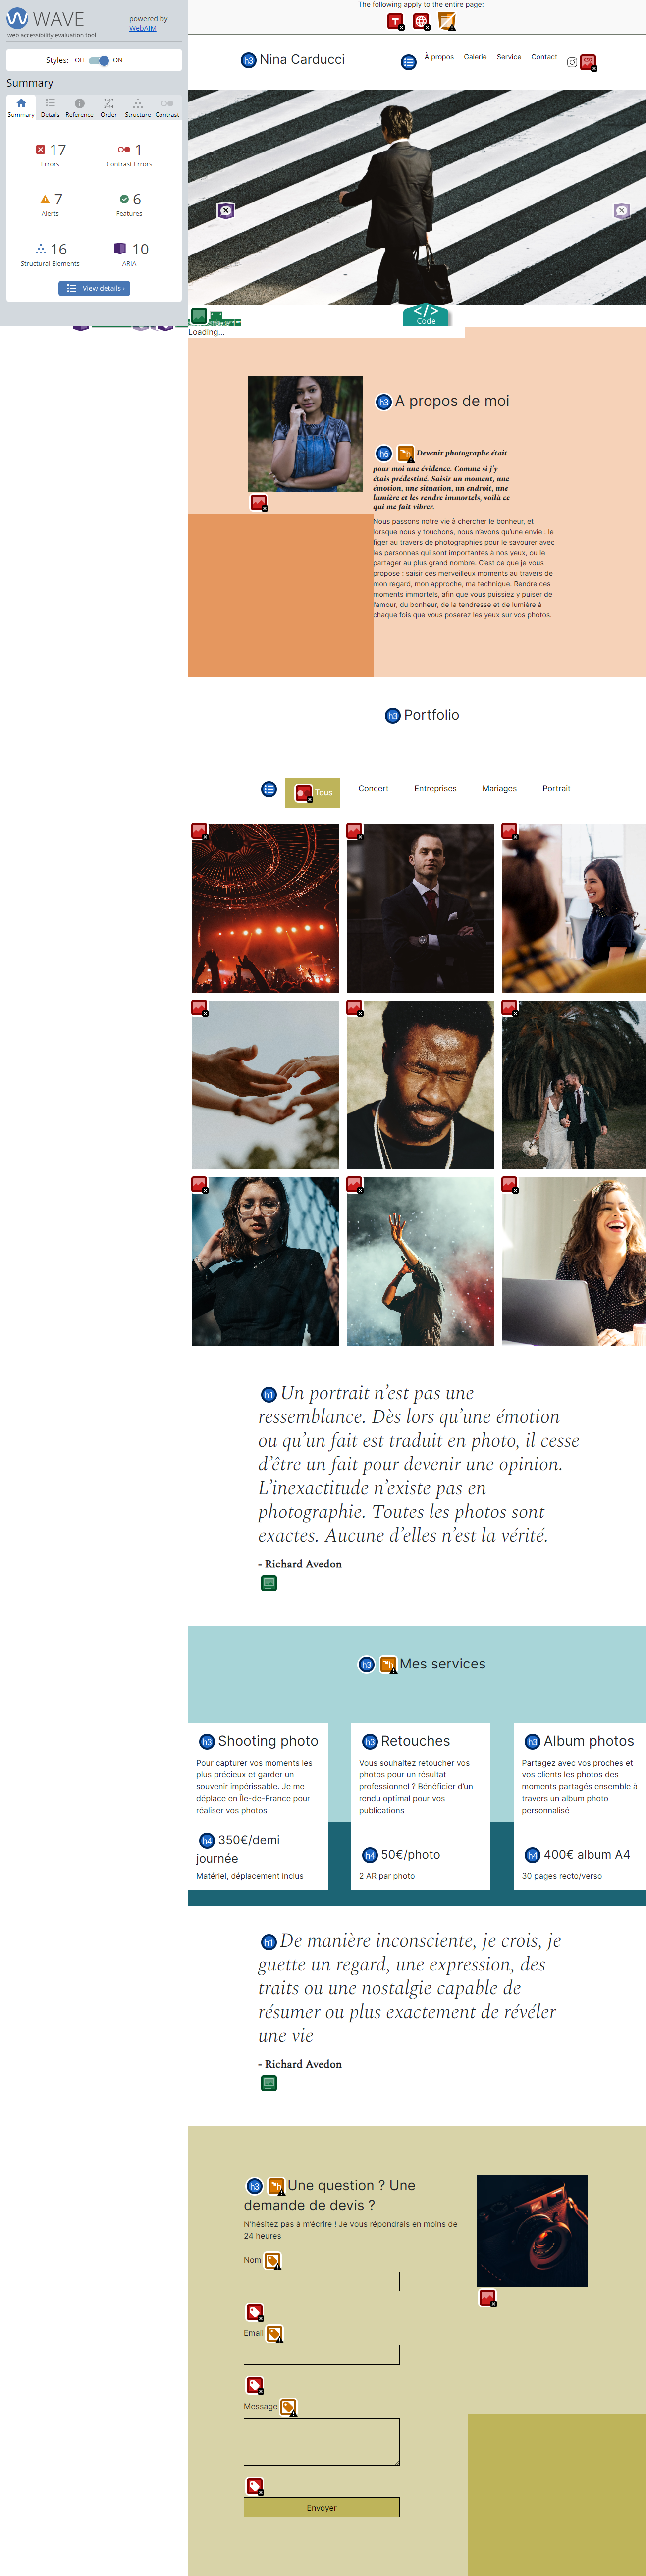 WAVE
powered by
WebAIM
web accessibility evaluation tool
Styles: OFF ON
Summary
Summary Details Reference Order Structure Contrast
17
Errors
1
Contrast Errors
7
Alerts
6
Features
16
Structural Elements
10
ARIA
View details ›
The following apply to the entire page:
h3 Nina Carducci
À propos Galerie Service Contact
</>
Code
Loading...
h3 A propos de moi
h6 Devenir photographe était
pour moi une évidence. Comme si j'y
étais prédestiné. Saisir un moment, une
émotion, une situation, un endroit, une
lumière et les rendre immortels, voilà ce
qui me fait vibrer.
Nous passons notre vie à chercher le bonheur, et
lorsque nous y touchons, nous n'avons qu'une envie : le
figer au travers de photographies pour le savourer avec
les personnes qui sont importantes à nos yeux, ou le
partager au plus grand nombre. C'est ce que je vous
propose : saisir ces merveilleux moments au travers de
mon regard, mon approche, ma technique. Rendre ces
moments immortels, afin que vous puissiez y puiser de
l'amour, du bonheur, de la tendresse et de lumière à
chaque fois que vous poserez les yeux sur vos photos.
h3 Portfolio
Tous Concert Entreprises Mariages Portrait
h1 Un portrait n'est pas une
ressemblance. Dès lors qu'une émotion
ou qu'un fait est traduit en photo, il cesse
d'être un fait pour devenir une opinion.
L'inexactitude n'existe pas en
photographie. Toutes les photos sont
exactes. Aucune d'elles n'est la vérité.
- Richard Avedon
h3 Mes services
h3 Shooting photo
Pour capturer vos moments les
plus précieux et garder un
souvenir impérissable. Je me
déplace en Île-de-France pour
réaliser vos photos
h4 350€/demi
journée
Matériel, déplacement inclus
h3 Retouches
Vous souhaitez retoucher vos
photos pour un résultat
professionnel ? Bénéficier d'un
rendu optimal pour vos
publications
h4 50€/photo
2 AR par photo
h3 Album photos
Partagez avec vos proches et
vos clients les photos des
moments partagés ensemble à
travers un album photo
personnalisé
h4 400€ album A4
30 pages recto/verso
h1 De manière inconsciente, je crois, je
guette un regard, une expression, des
traits ou une nostalgie capable de
résumer ou plus exactement de révéler
une vie
- Richard Avedon
h3 Une question ? Une
demande de devis ?
N'hésitez pas à m'écrire ! Je vous répondrais en moins de
24 heures
Nom
Email
Message
Envoyer